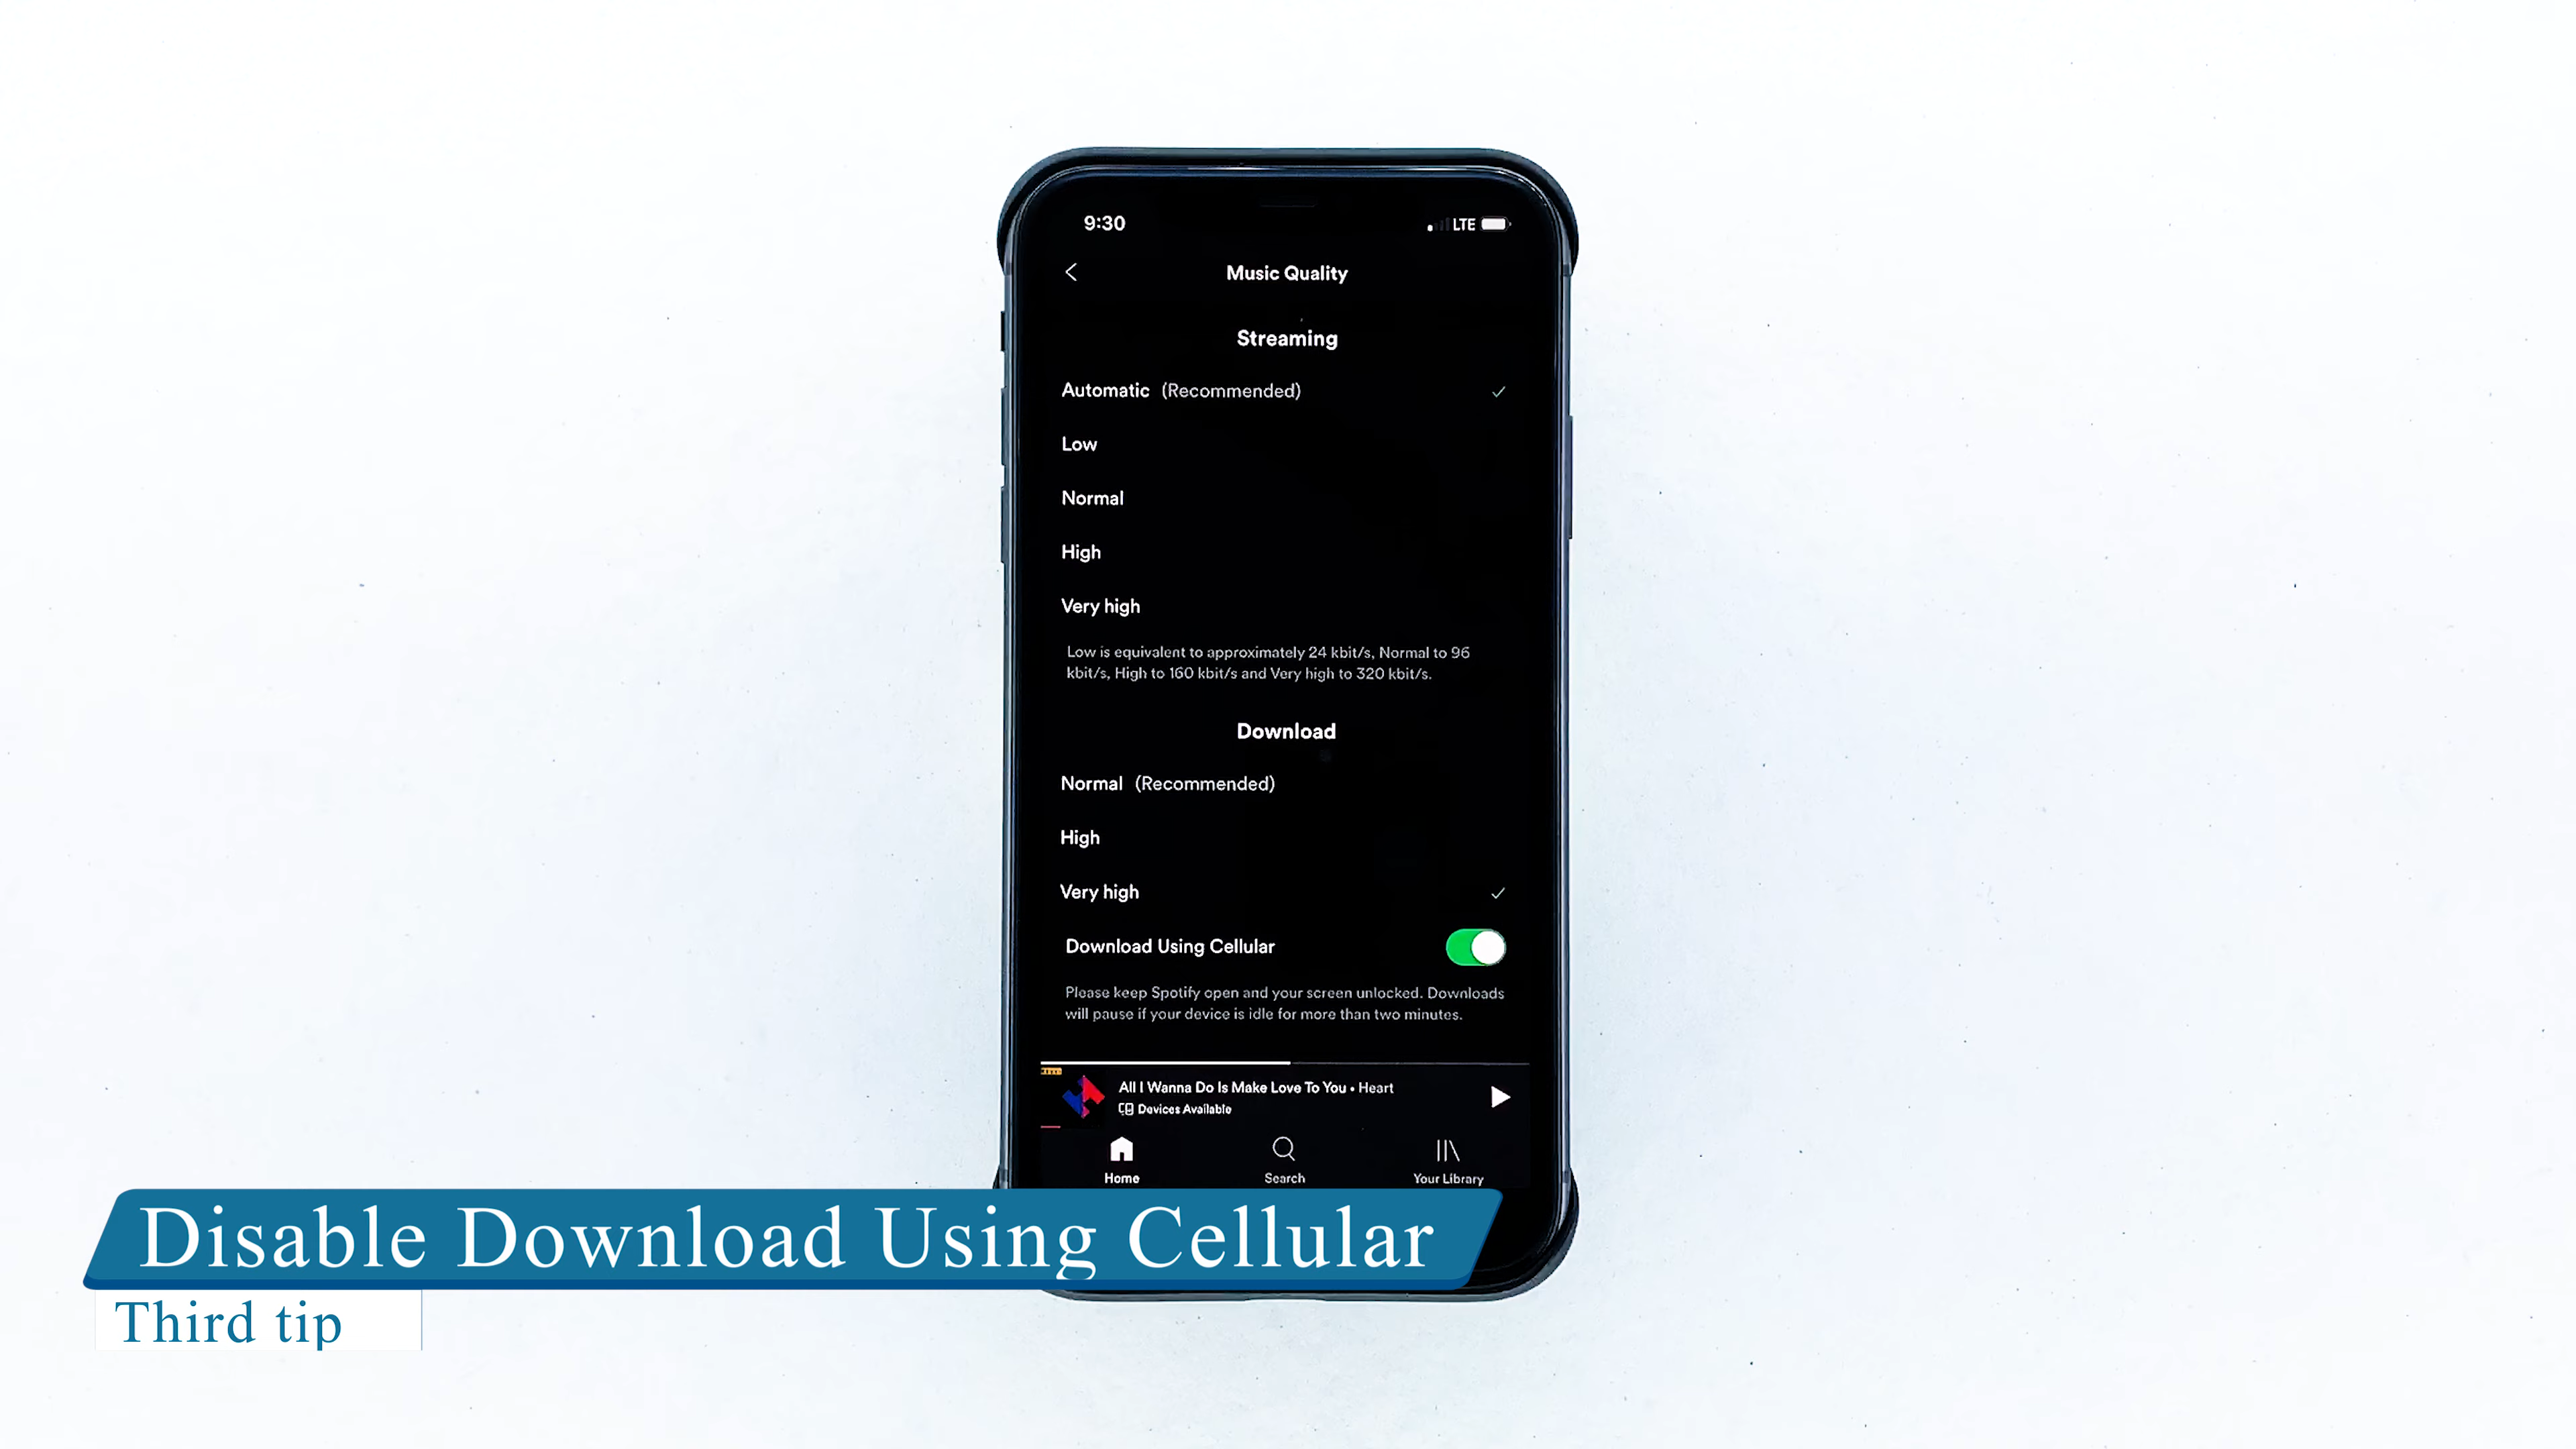 9:30
LTE
Music Quality
Streaming
Automatic (Recommended)
Low
Normal
High
Very high
Low is equivalent to approximately 24 kbit/s, Normal to 96
kbit/s, High to 160 kbit/s and Very high to 320 kbit/s.
Download
Normal (Recommended)
High
Very high
Download Using Cellular
Please keep Spotify open and your screen unlocked. Downloads
will pause if your device is idle for more than two minutes.
All I Wanna Do Is Make Love To You • Heart
Devices Available
Home
Search
Your Library
Disable Download Using Cellular
Third tip